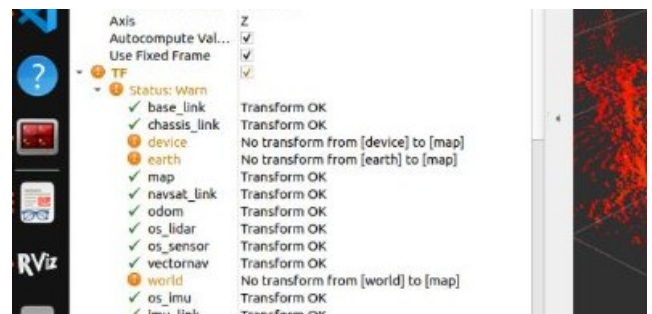 Axis Z
Autocompute Val...
Use Fixed Frame
TF
Status: Warn
base_link Transform OK
chassis_link Transform OK
device No transform from [device] to [map]
earth No transform from [earth] to [map]
map Transform OK
navsat_link Transform OK
odom Transform OK
os_lidar Transform OK
os_sensor Transform OK
vectornav Transform OK
world No transform from [world] to [map]
os_imu Transform OK
imu_link Transform OK
RViz